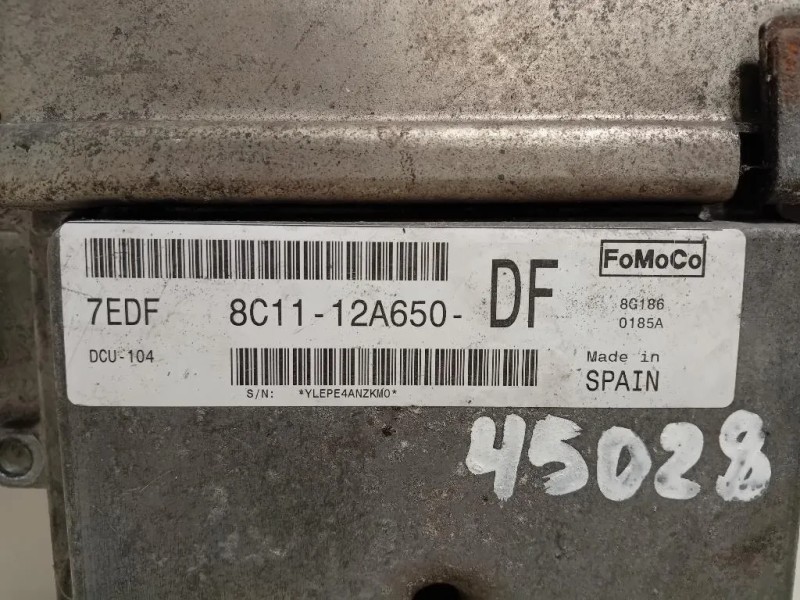 FoMoCo
7EDF 8C11-12A650-DF
8G186
0185A
DCU-104
Made in
SPAIN
S/N: *YLEPE4ANZKM0*
45028